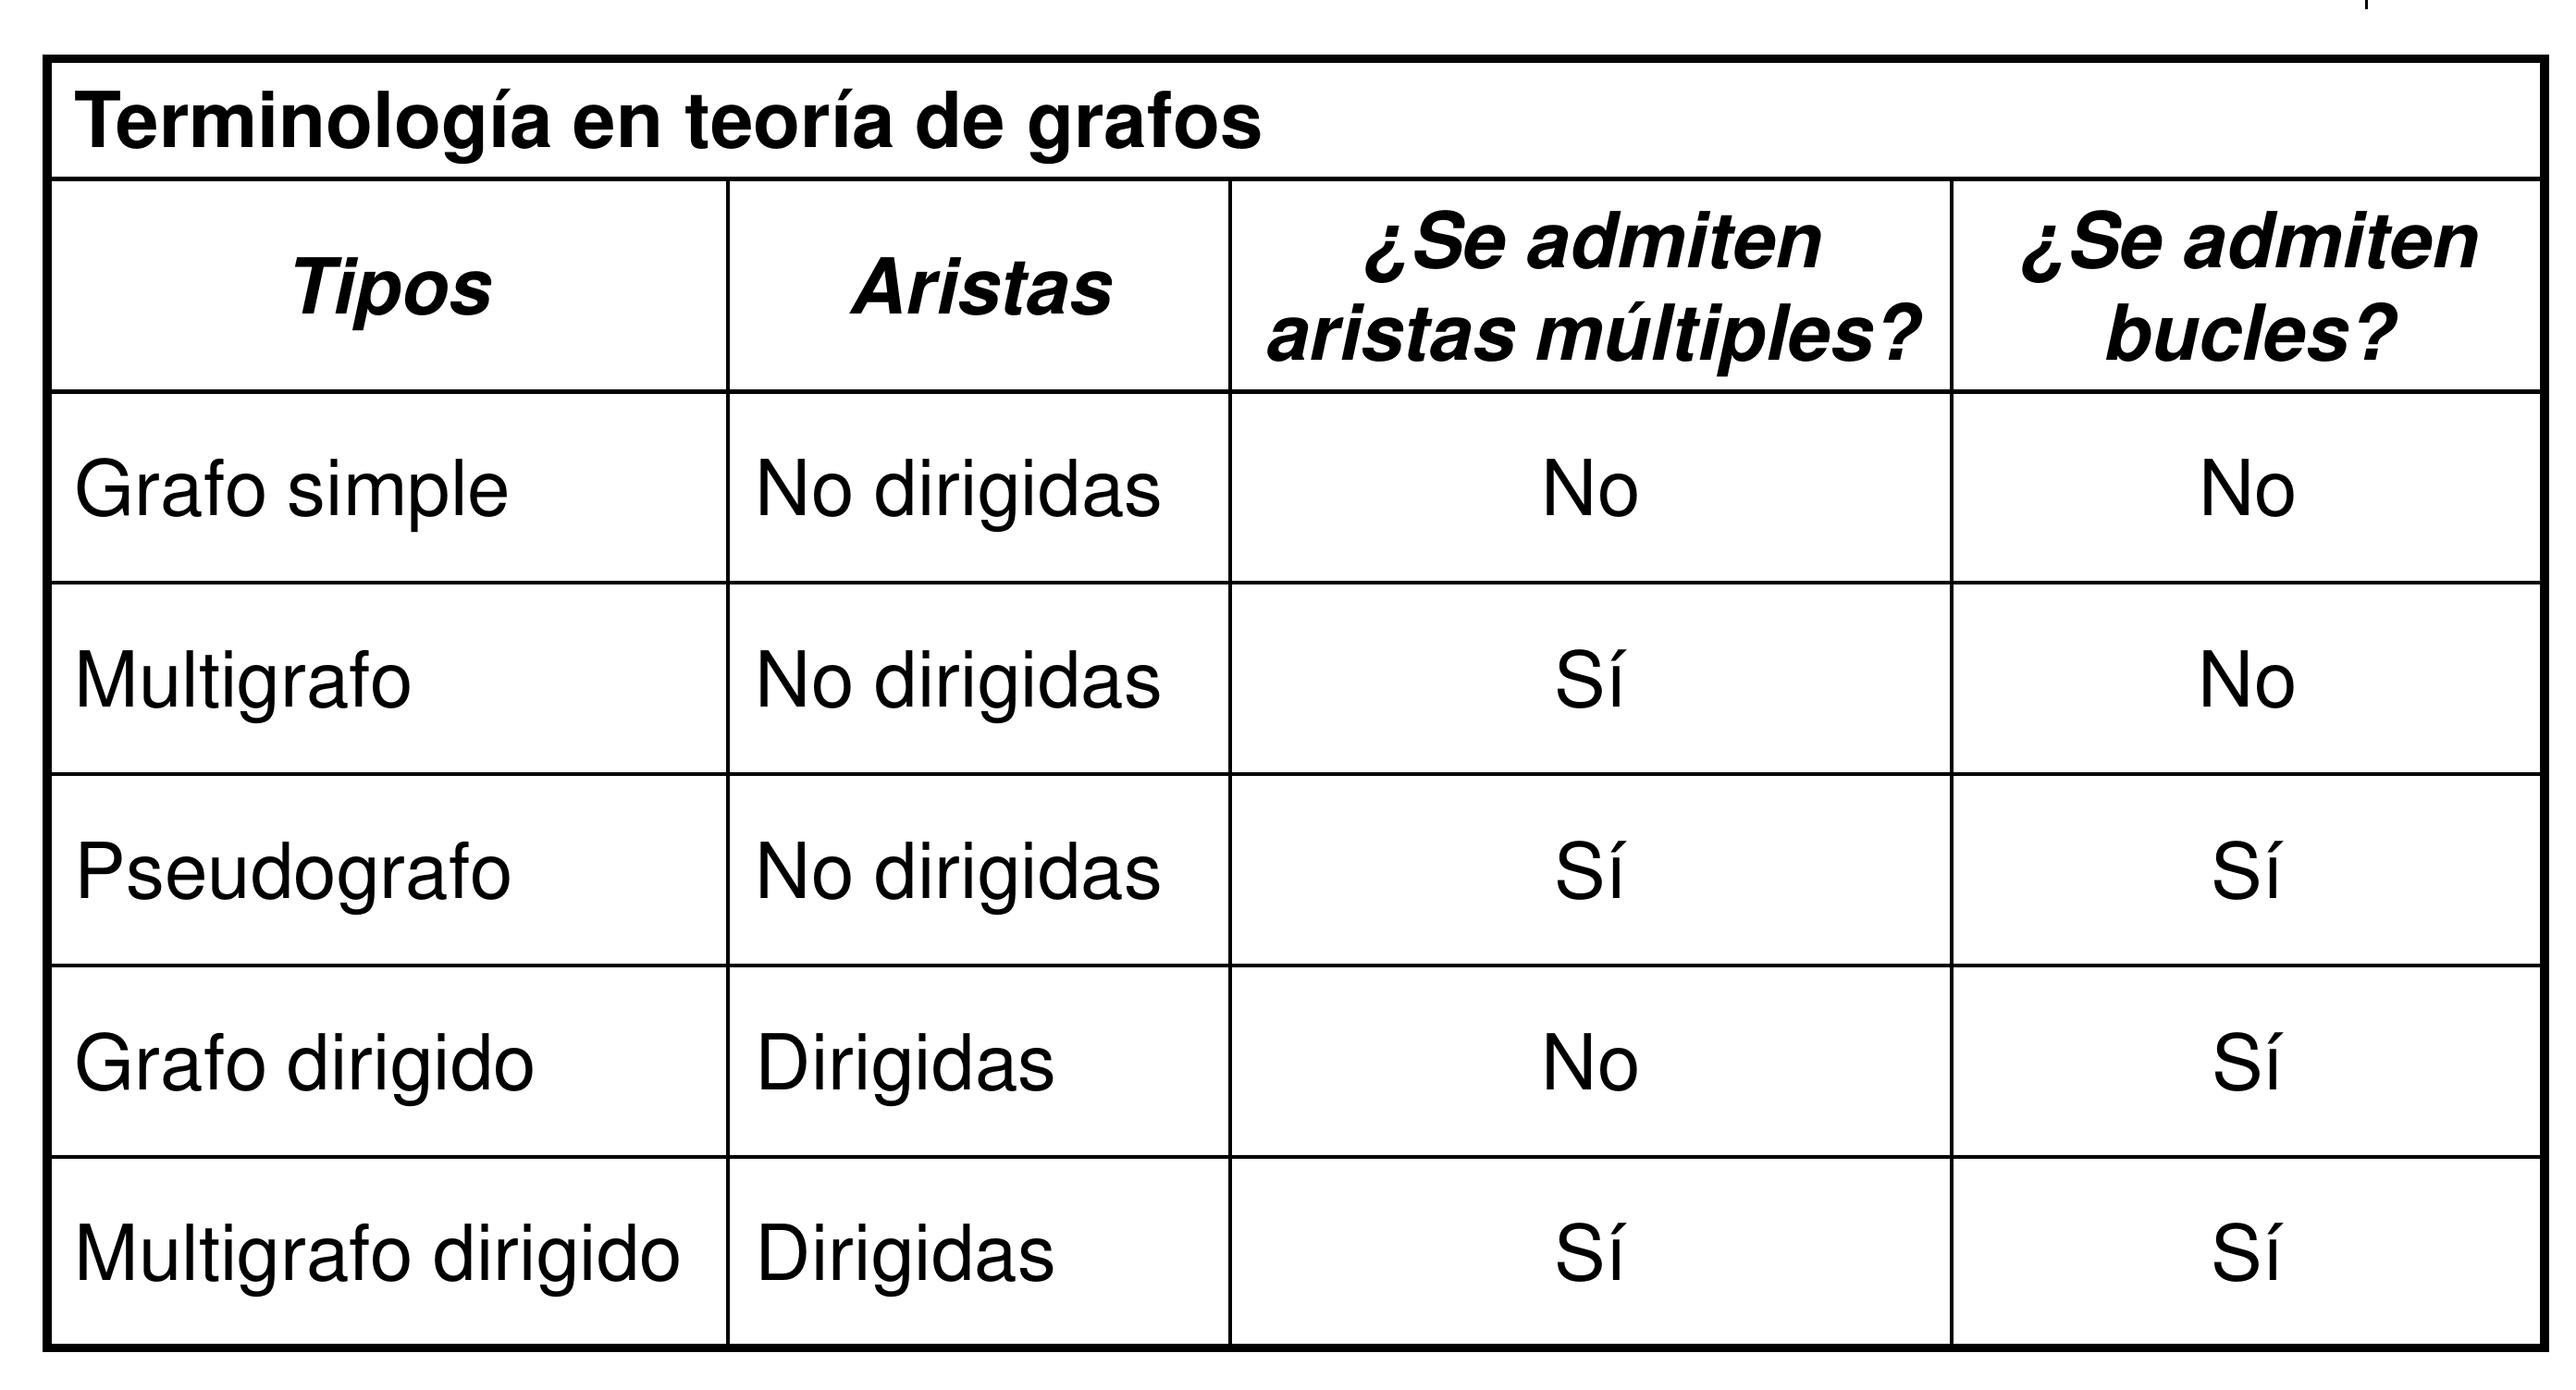 Terminología en teoría de grafos
Tipos Aristas ¿Se admiten aristas múltiples? ¿Se admiten bucles?
Grafo simple No dirigidas No No
Multigrafo No dirigidas Sí No
Pseudografo No dirigidas Sí Sí
Grafo dirigido Dirigidas No Sí
Multigrafo dirigido Dirigidas Sí Sí